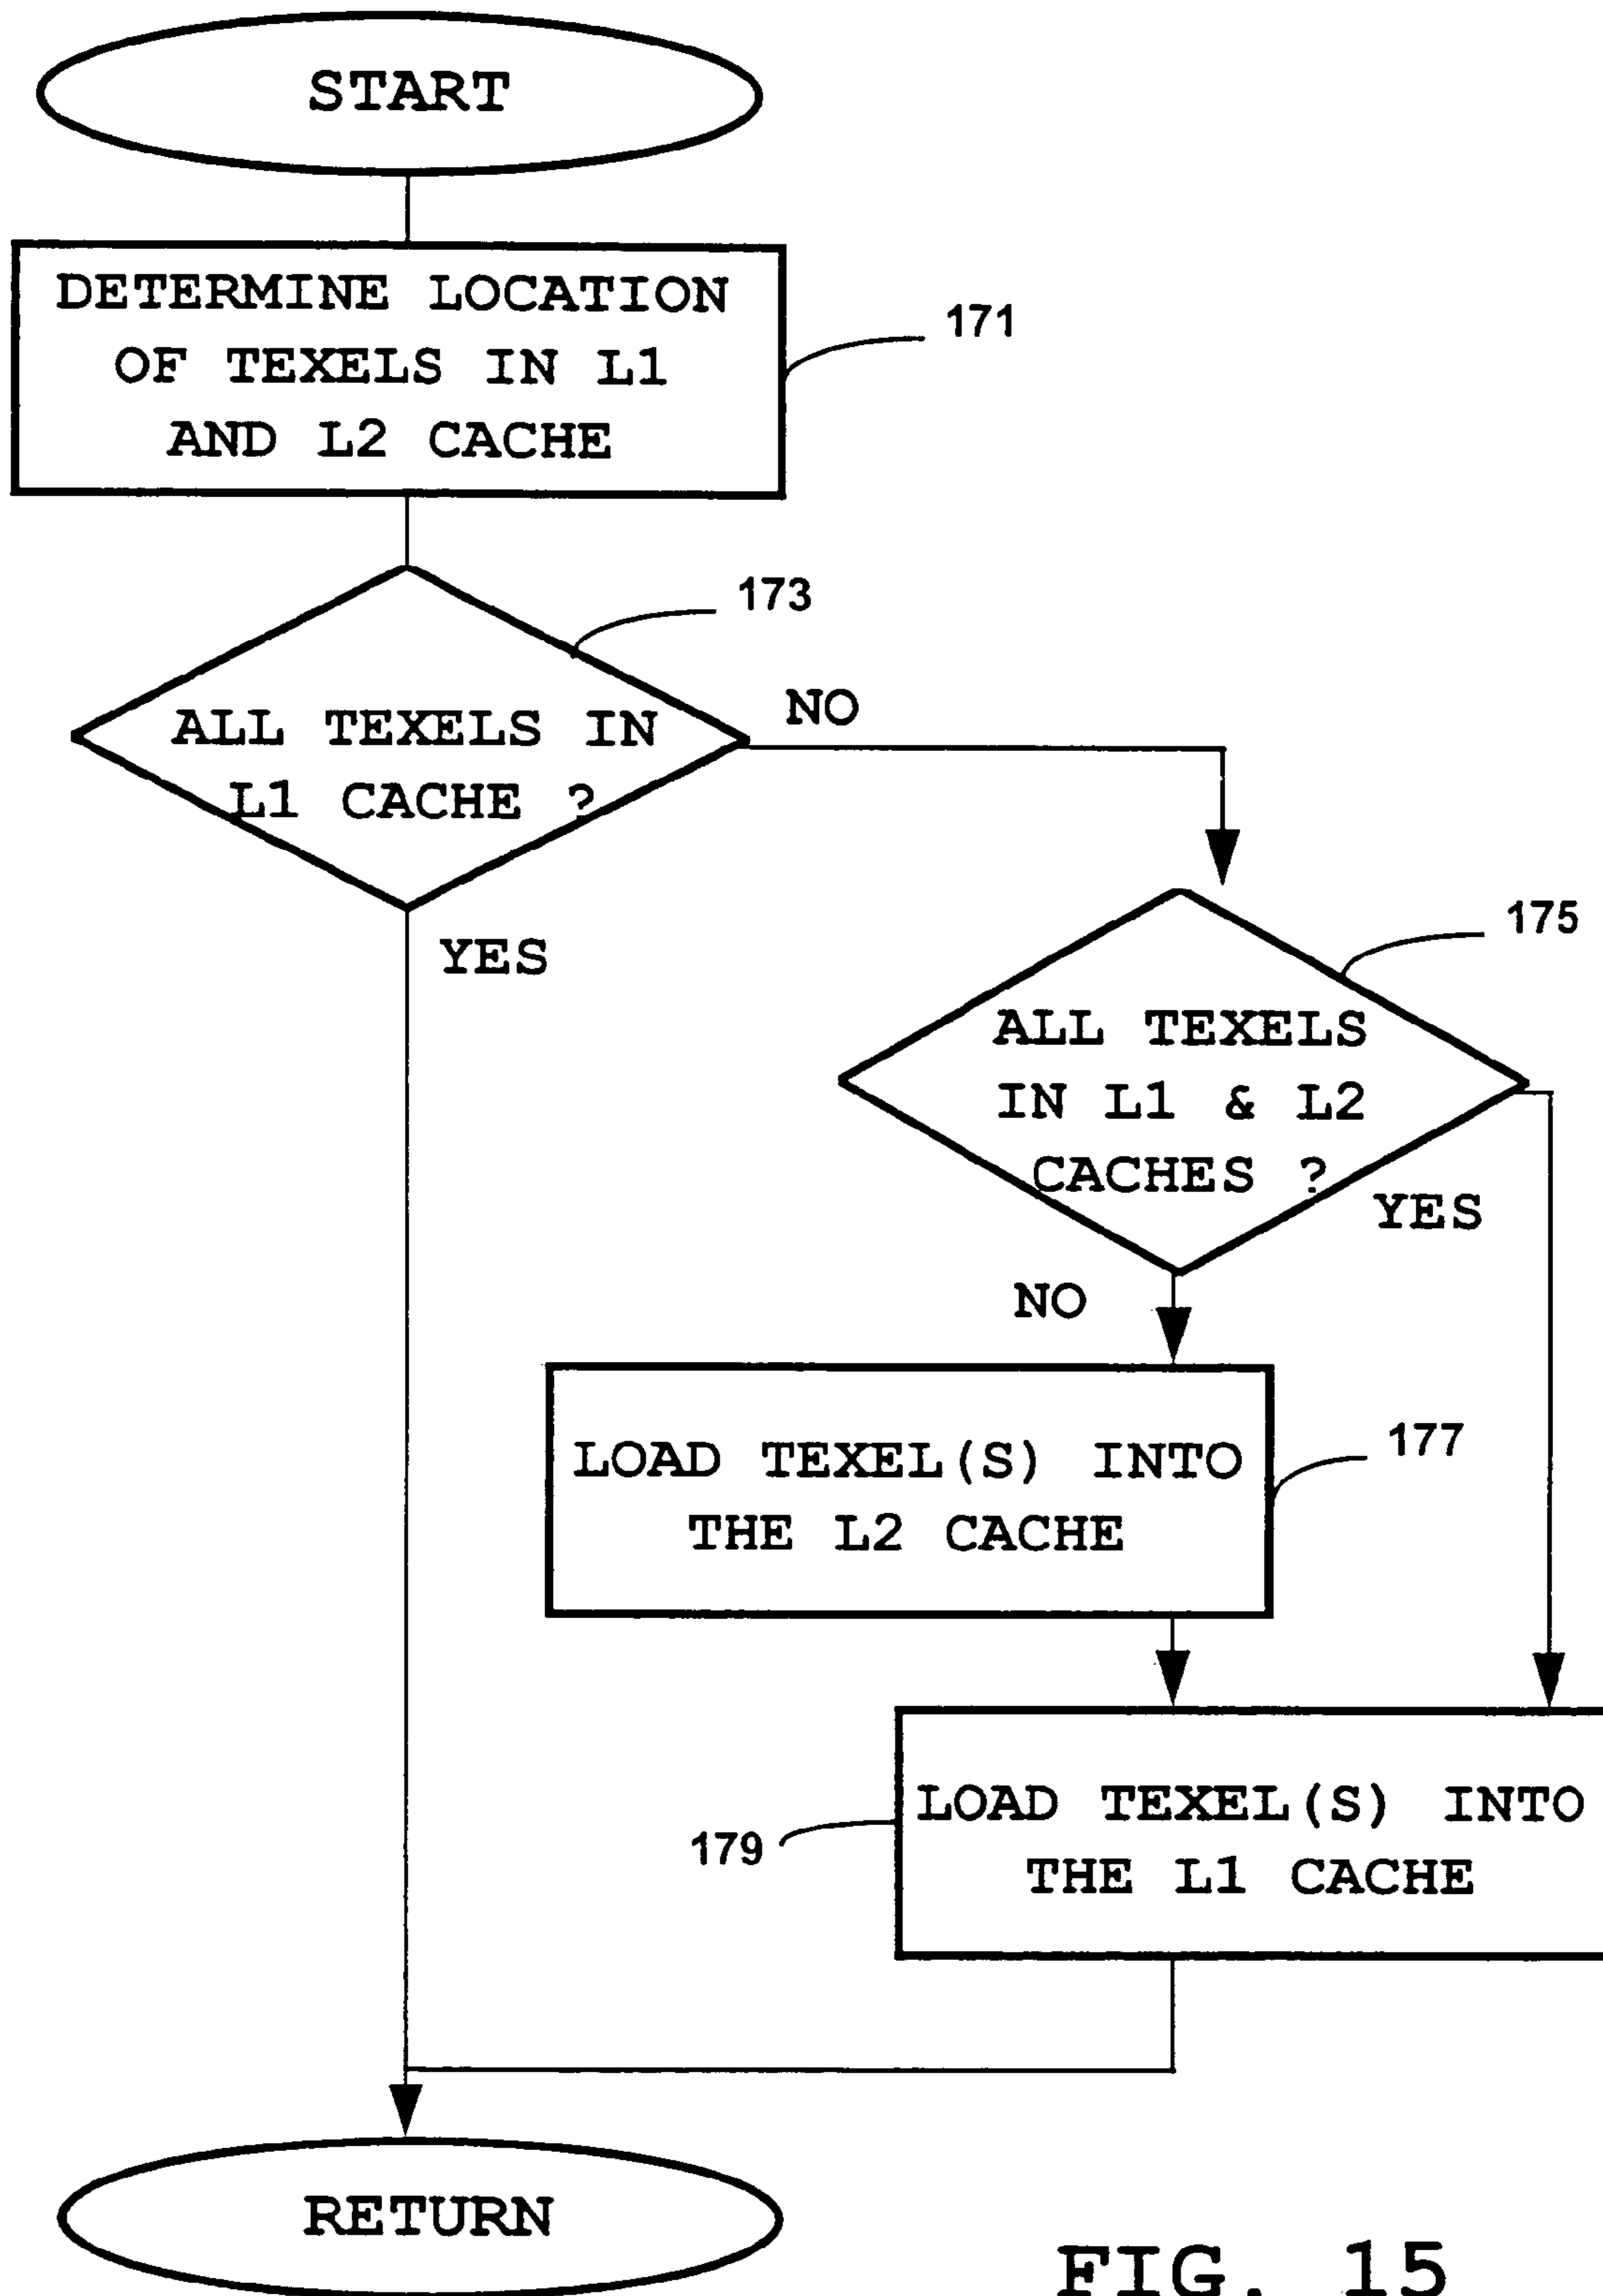 START
DETERMINE LOCATION
OF TEXELS IN L1
AND L2 CACHE
171
173
ALL TEXELS IN
L1 CACHE ?
NO
YES
175
ALL TEXELS
IN L1 & L2
CACHES ?
YES
NO
LOAD TEXEL(S) INTO
THE L2 CACHE
177
LOAD TEXEL(S) INTO
THE L1 CACHE
179
RETURN
FIG. 15